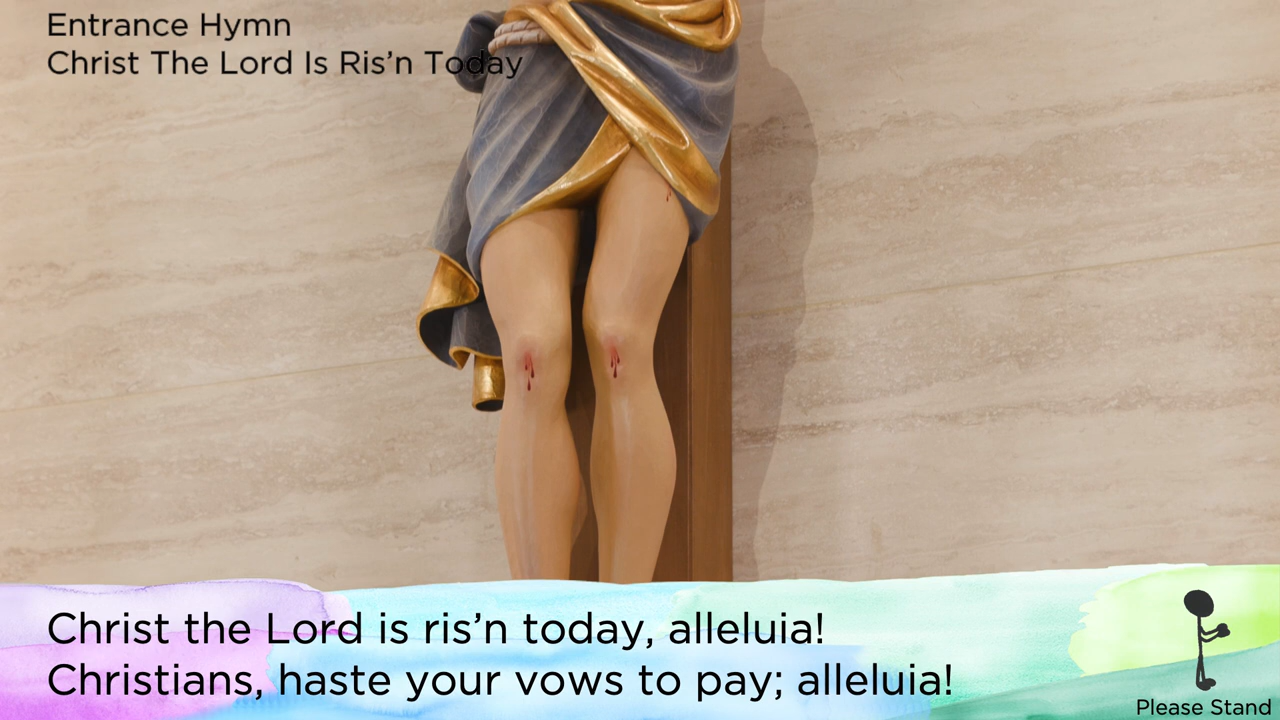 Entrance Hymn
Christ The Lord Is Ris’n Today
Christ the Lord is ris’n today, alleluia!
Christians, haste your vows to pay; alleluia!
Please Stand